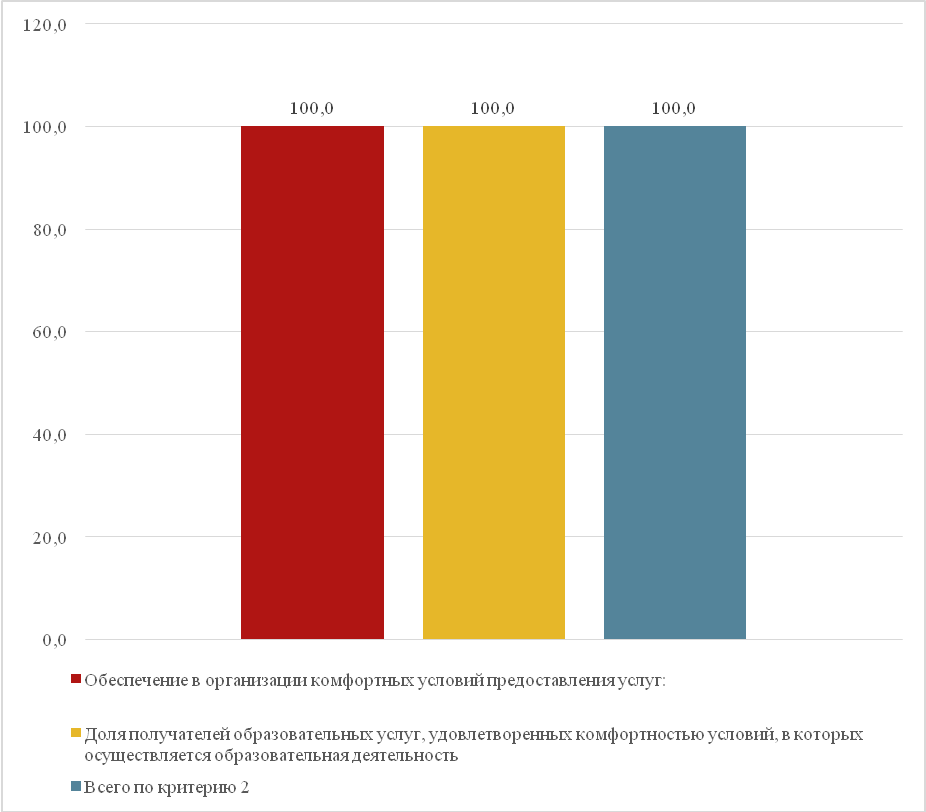 120,0
100,0 100,0 100,0
100,0
80,0
60,0
40,0
20,0
0,0
Обеспечение в организации комфортных условий предоставления услуг:
Доля получателей образовательных услуг, удовлетворенных комфортностью условий, в которых
осуществляется образовательная деятельность
Всего по критерию 2